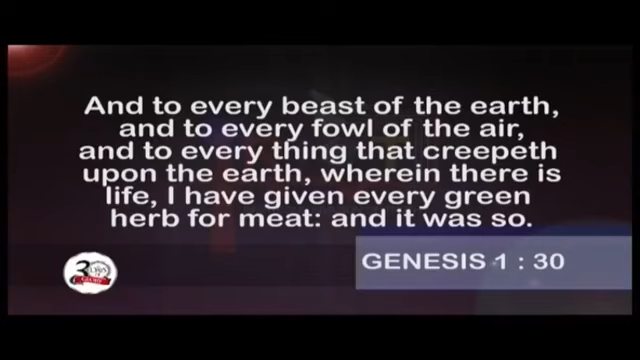 And to every beast of the earth,
and to every fowl of the air,
and to every thing that creepeth
upon the earth, wherein there is
life, I have given every green
herb for meat: and it was so.
GENESIS 1 : 30
3